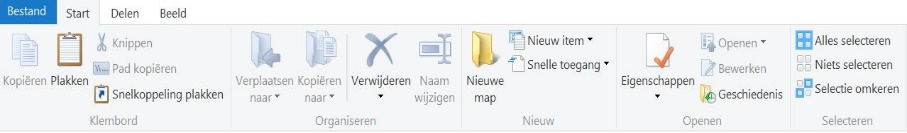 Bestand Start Delen Beeld
Kopiëren Plakken
Knippen
Pad kopiëren
Snelkoppeling plakken
Klembord
Verplaatsen naar
Kopiëren naar
Verwijderen
Naam wijzigen
Organiseren
Nieuwe map
Nieuw item
Snelle toegang
Nieuw
Eigenschappen
Openen
Bewerken
Geschiedenis
Openen
Alles selecteren
Niets selecteren
Selectie omkeren
Selecteren